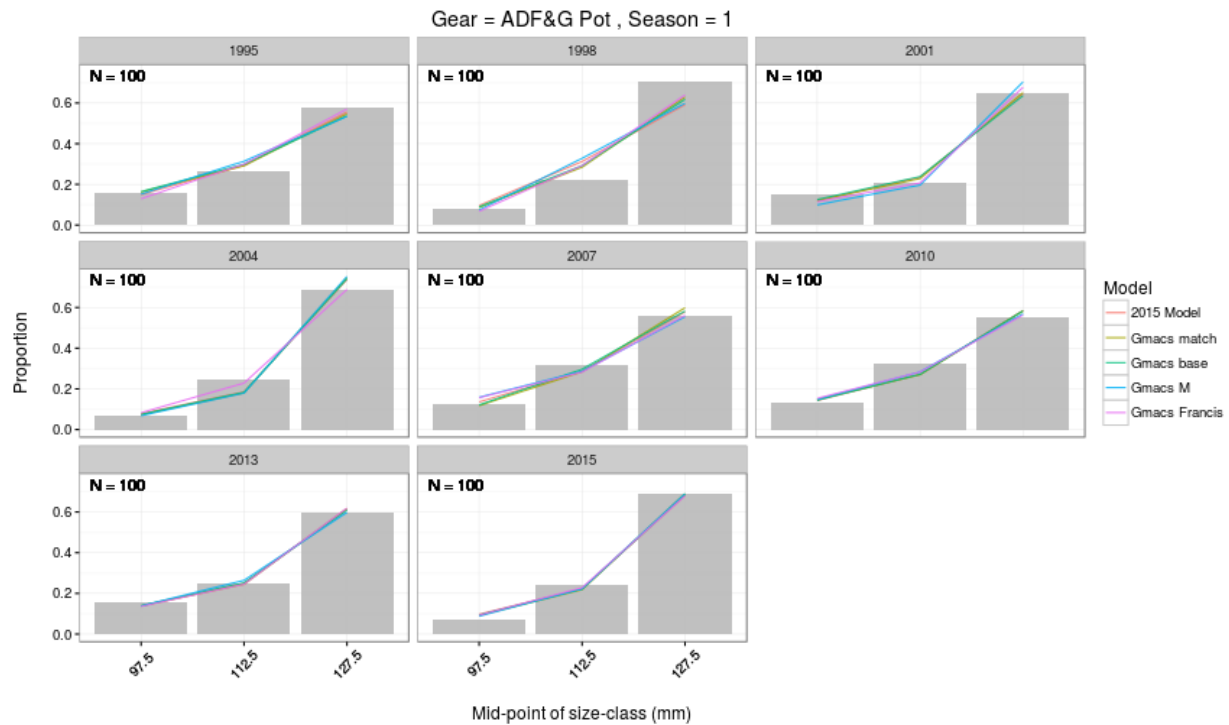 Gear = ADF&G Pot , Season = 1
1995
1998
2001
N = 100
N = 100
N = 100
0.6
0.4
0.2
0.0
2004
2007
2010
N = 100
N = 100
N = 100
0.6
0.4
0.2
0.0
2013
2015
N = 100
N = 100
0.6
0.4
0.2
0.0
97.5
112.5
127.5
97.5
112.5
127.5
Proportion
Mid-point of size-class (mm)
Model
2015 Model
Gmacs match
Gmacs base
Gmacs M
Gmacs Francis